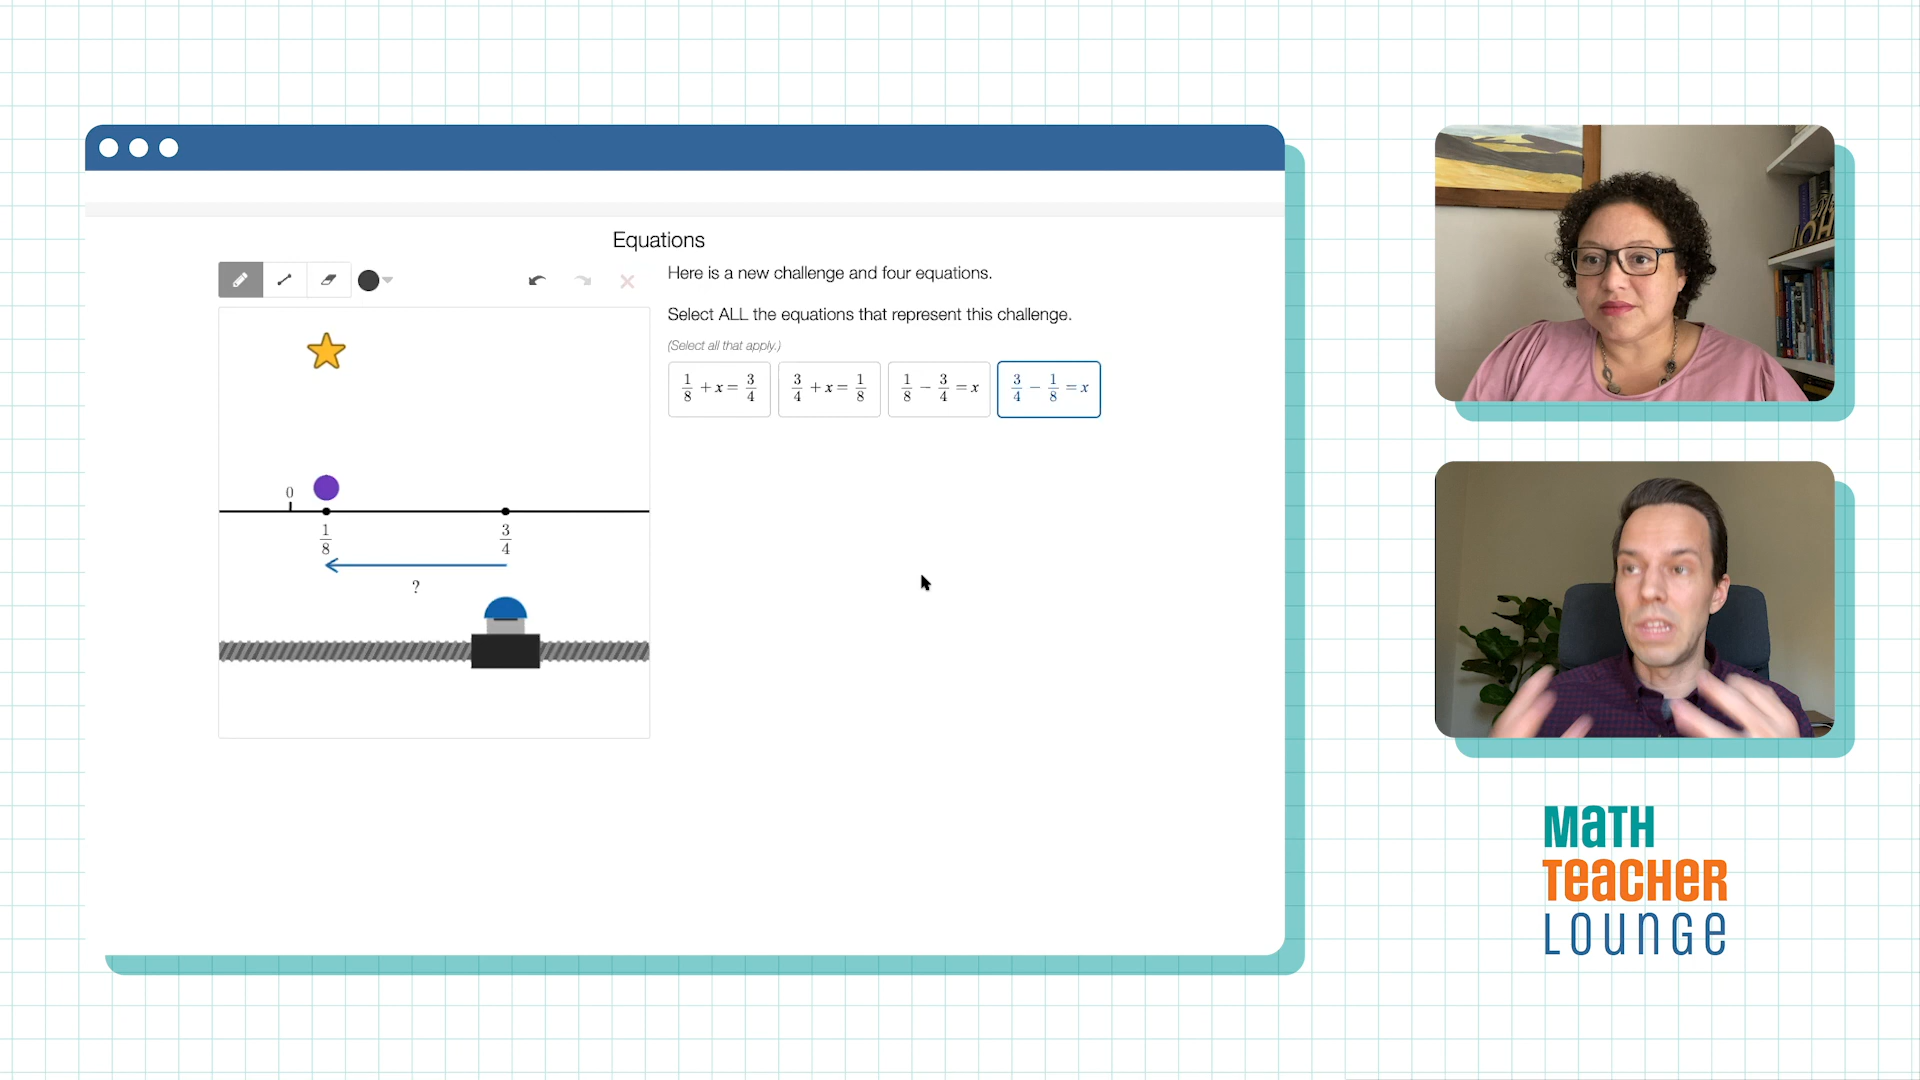 Equations
Here is a new challenge and four equations.
Select ALL the equations that represent this challenge.
(Select all that apply.)
1/8 + x = 3/4
3/4 + x = 1/8
1/8 − 3/4 = x
3/4 − 1/8 = x
0
1/8
3/4
?
MaTH
TeacHer
LOUNGe